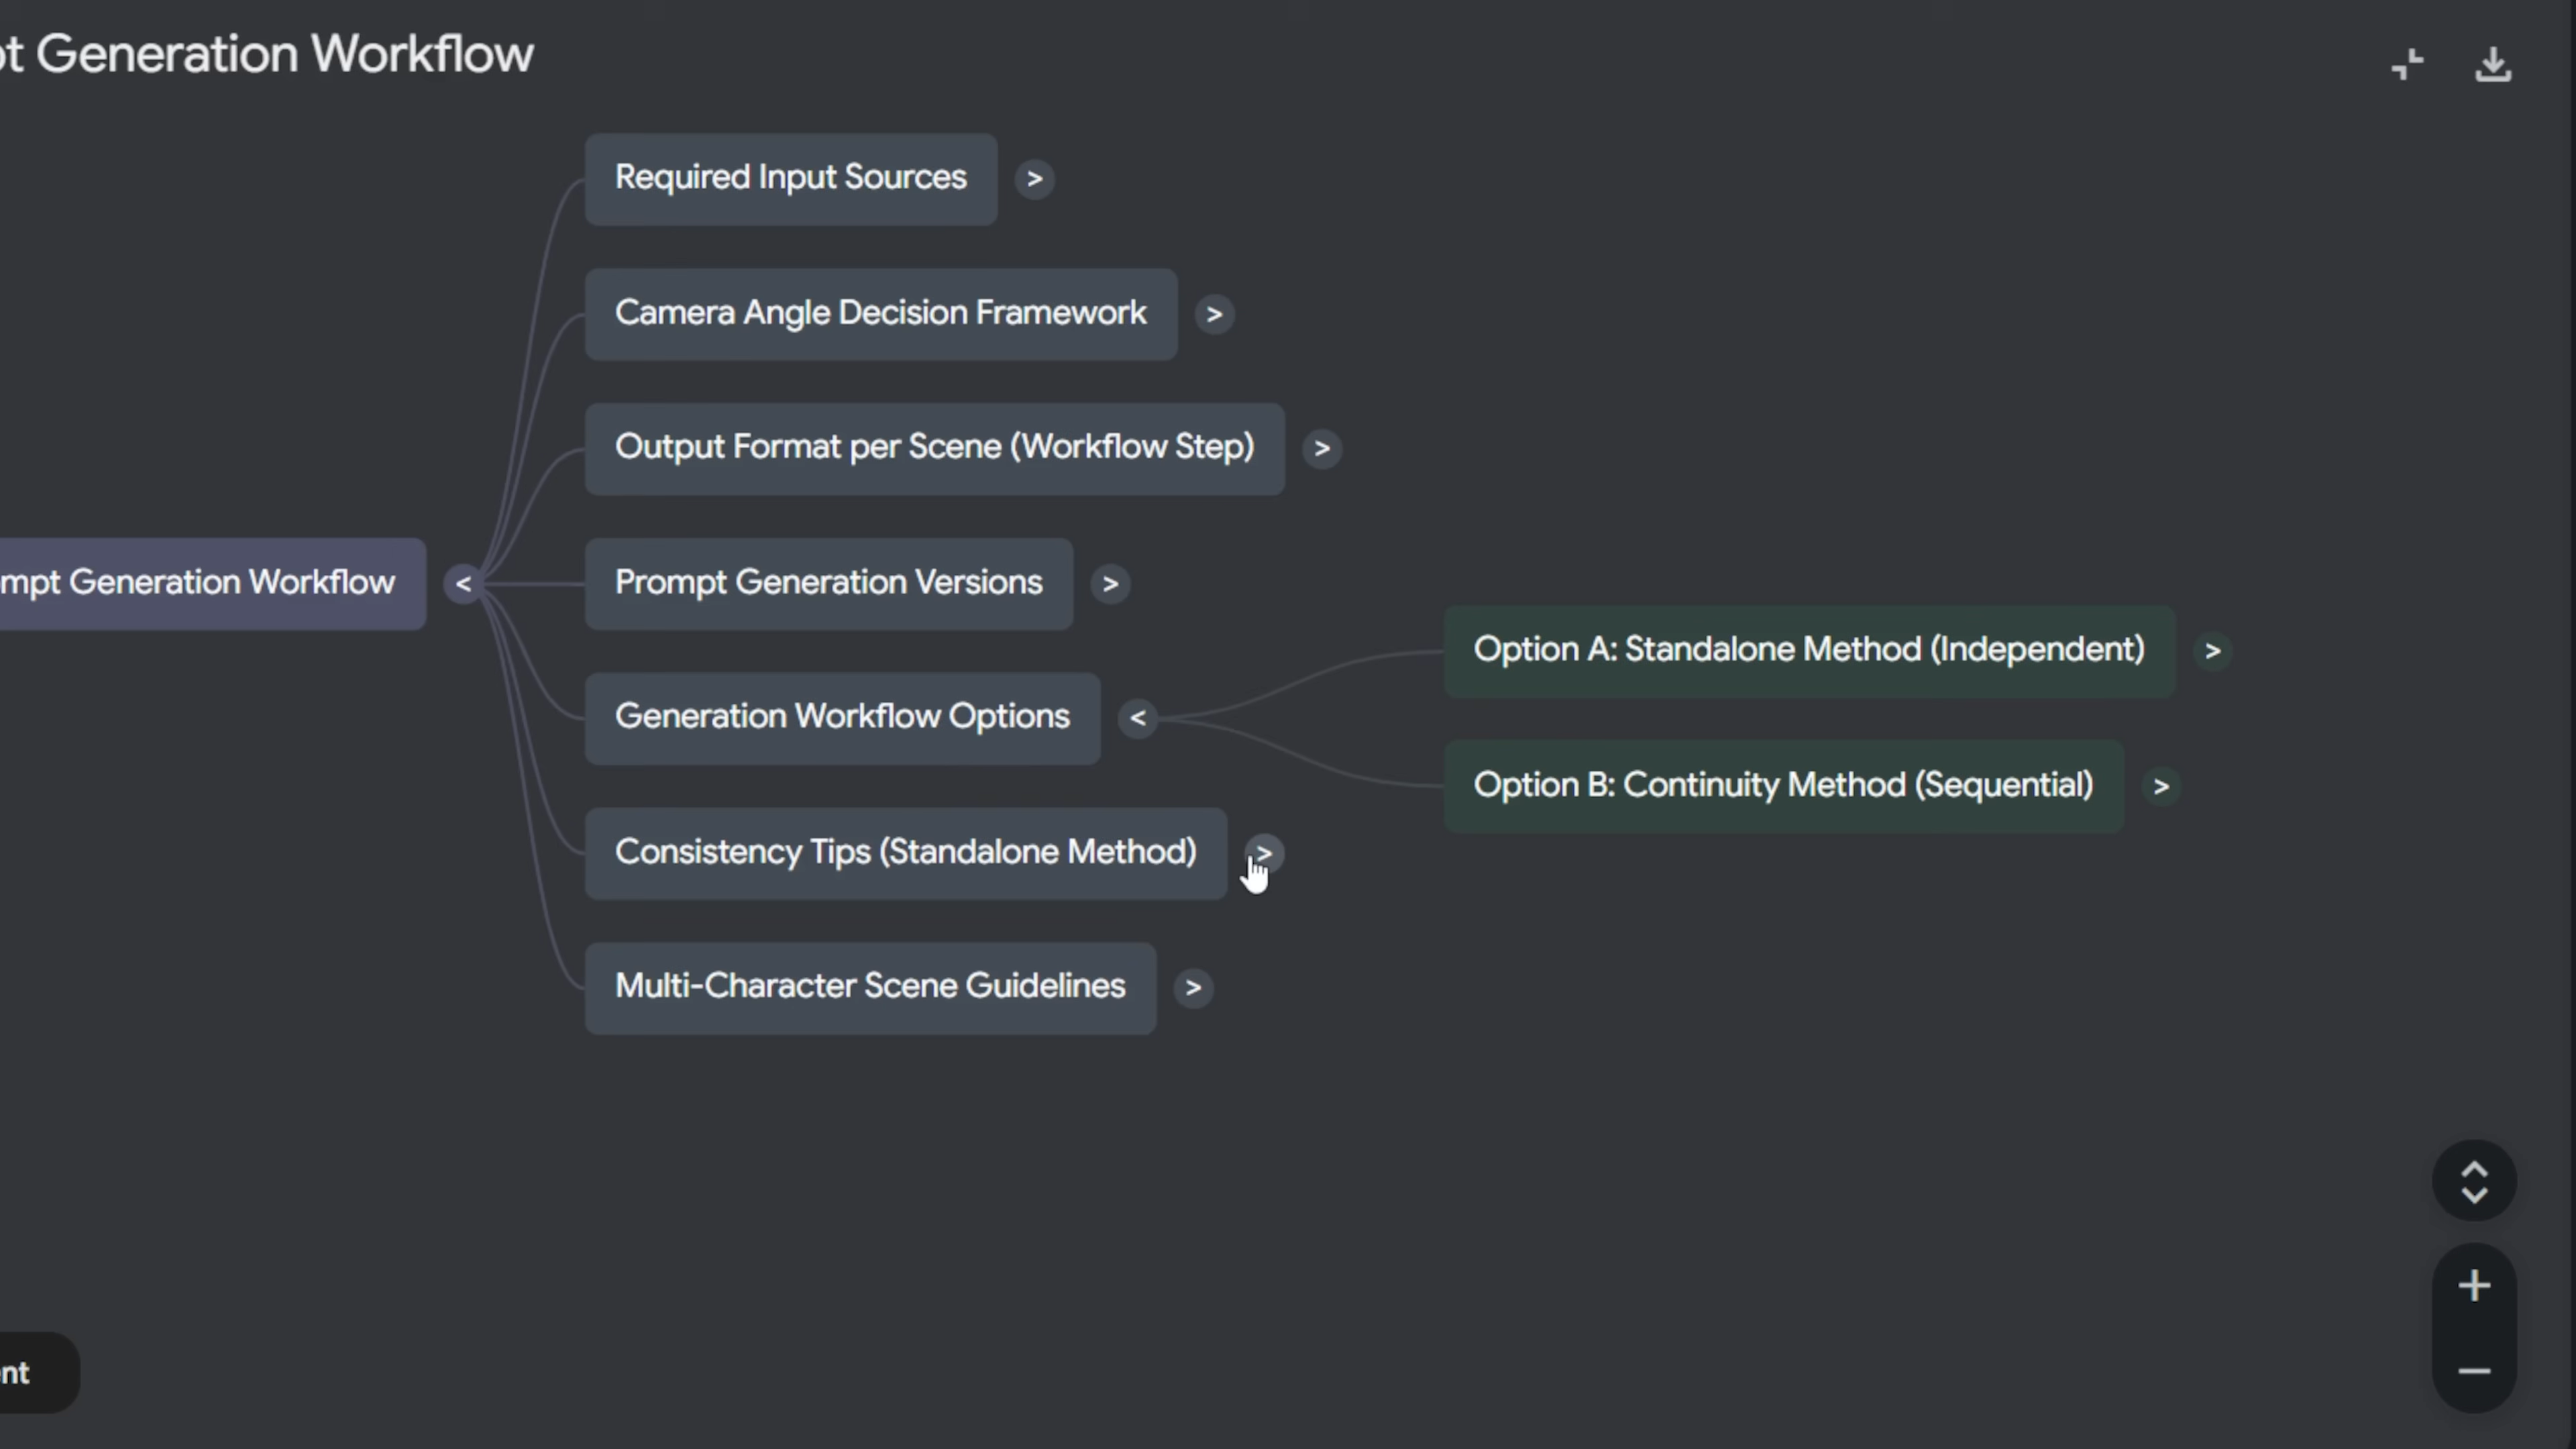 t Generation Workflow
Required Input Sources
Camera Angle Decision Framework
Output Format per Scene (Workflow Step)
mpt Generation Workflow
Prompt Generation Versions
Generation Workflow Options
Option A: Standalone Method (Independent)
Option B: Continuity Method (Sequential)
Consistency Tips (Standalone Method)
Multi-Character Scene Guidelines
nt